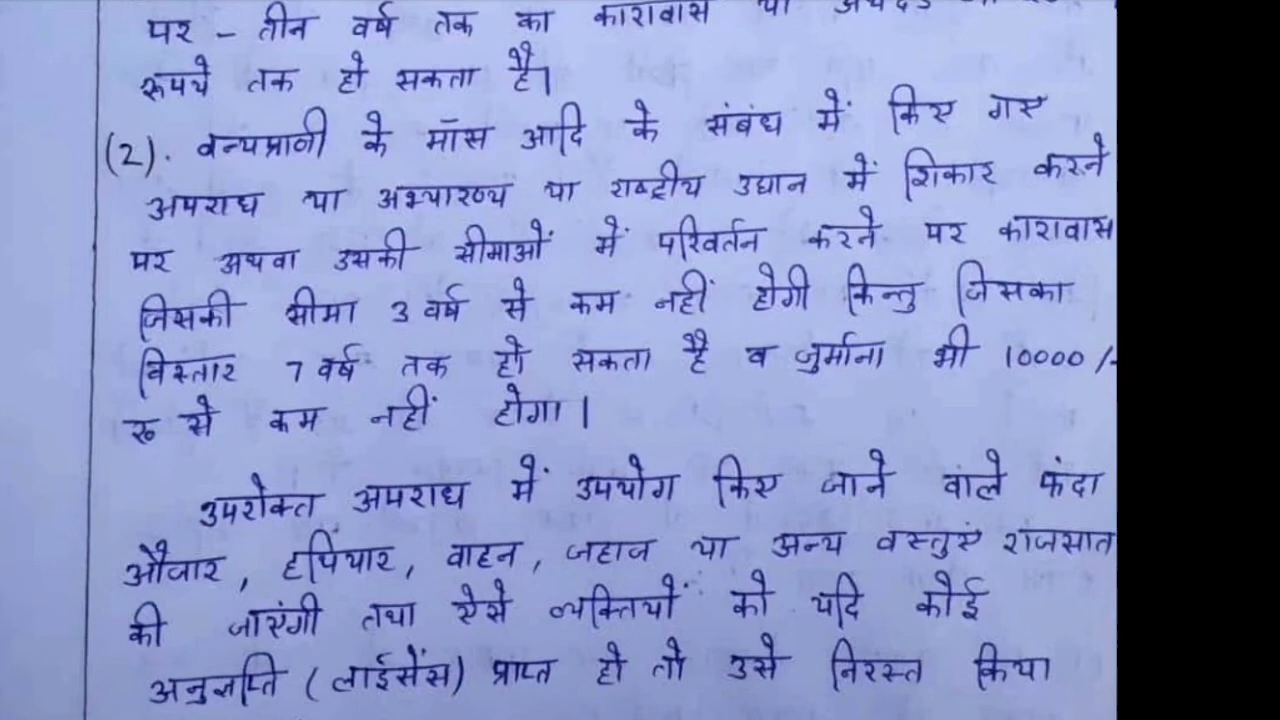 पर - तीन वर्ष तक का कारावास या
रूपये तक हो सकता है।
(2). वन्यप्रानी के माँस आदि के संबंध में किए गए
अपराध या अभ्यारण्य या राष्ट्रीय उद्यान में शिकार करने
पर अथवा उसकी सीमाओं में परिवर्तन करने पर कारावास
जिसकी सीमा 3 वर्ष से कम नहीं होगी किन्तु जिसका
विस्तार 7 वर्ष तक हो सकता है व जुर्माना भी 10000/-
रू से कम नहीं होगा।
उपरोक्त अपराध में उपयोग किए जाने वाले फंदा
औजार, हथियार, वाहन, जहाज या अन्य वस्तुएं राजसात
की जाएंगी तथा ऐसे व्यक्तियों को यदि कोई
अनुज्ञप्ति (लाईसेंस) प्राप्त हो तो उसे निरस्त किया